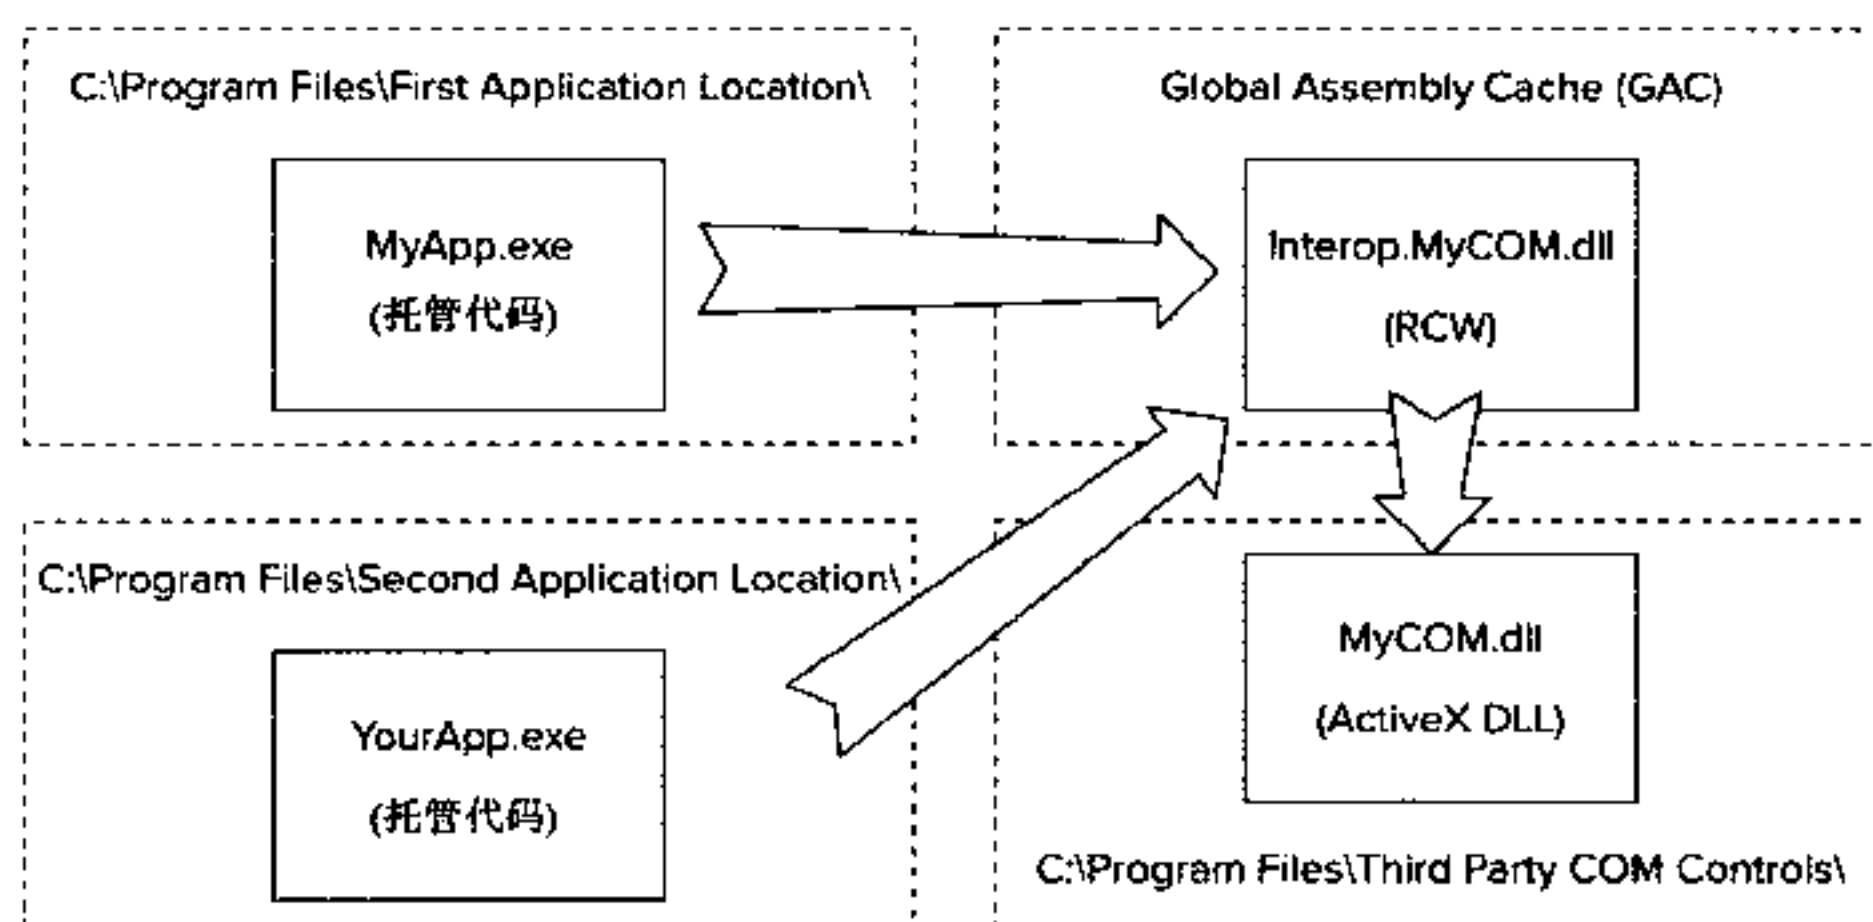 C:\Program Files\First Application Location\
MyApp.exe
(托管代码)
Global Assembly Cache (GAC)
Interop.MyCOM.dll
(RCW)
C:\Program Files\Second Application Location\
YourApp.exe
(托管代码)
MyCOM.dll
(ActiveX DLL)
C:\Program Files\Third Party COM Controls\